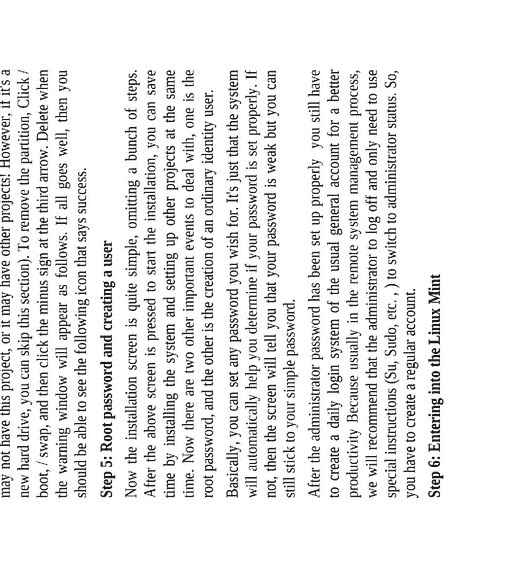 may not have this project, or it may have other projects! However, if it's a
new hard drive, you can skip this section). To remove the partition, Click /
boot, / swap, and then click the minus sign at the third arrow. Delete when
the warning window will appear as follows. If all goes well, then you
should be able to see the following icon that says success.
Step 5: Root password and creating a user
Now the installation screen is quite simple, omitting a bunch of steps.
After the above screen is pressed to start the installation, you can save
time by installing the system and setting up other projects at the same
time. Now there are two other important events to deal with, one is the
root password, and the other is the creation of an ordinary identity user.
Basically, you can set any password you wish for. It's just that the system
will automatically help you determine if your password is set properly. If
not, then the screen will tell you that your password is weak but you can
still stick to your simple password.
After the administrator password has been set up properly you still have
to create a daily login system of the usual general account for a better
productivity Because usually in the remote system management process,
we will recommend that the administrator to log off and only need to use
special instructions (Su, Sudo, etc. , ) to switch to administrator status. So,
you have to create a regular account.
Step 6: Entering into the Linux Mint